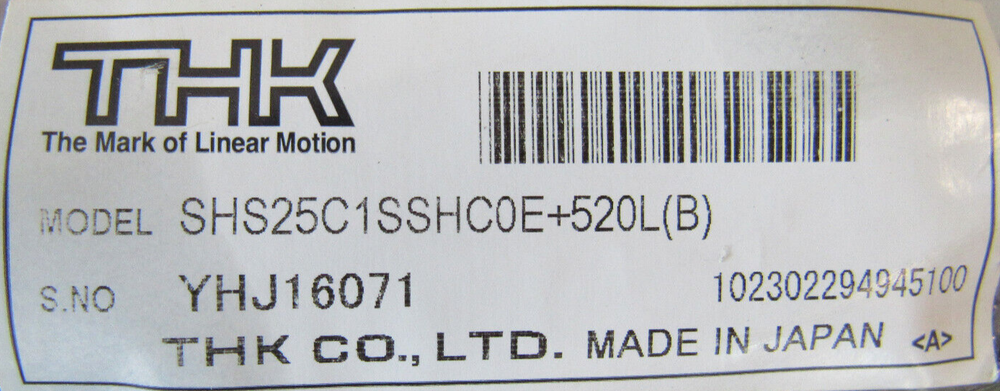 THK
The Mark of Linear Motion
MODEL SHS25C1SSHC0E+520L(B)
S.NO YHJ16071 102302294945100
THK CO., LTD. MADE IN JAPAN <A>